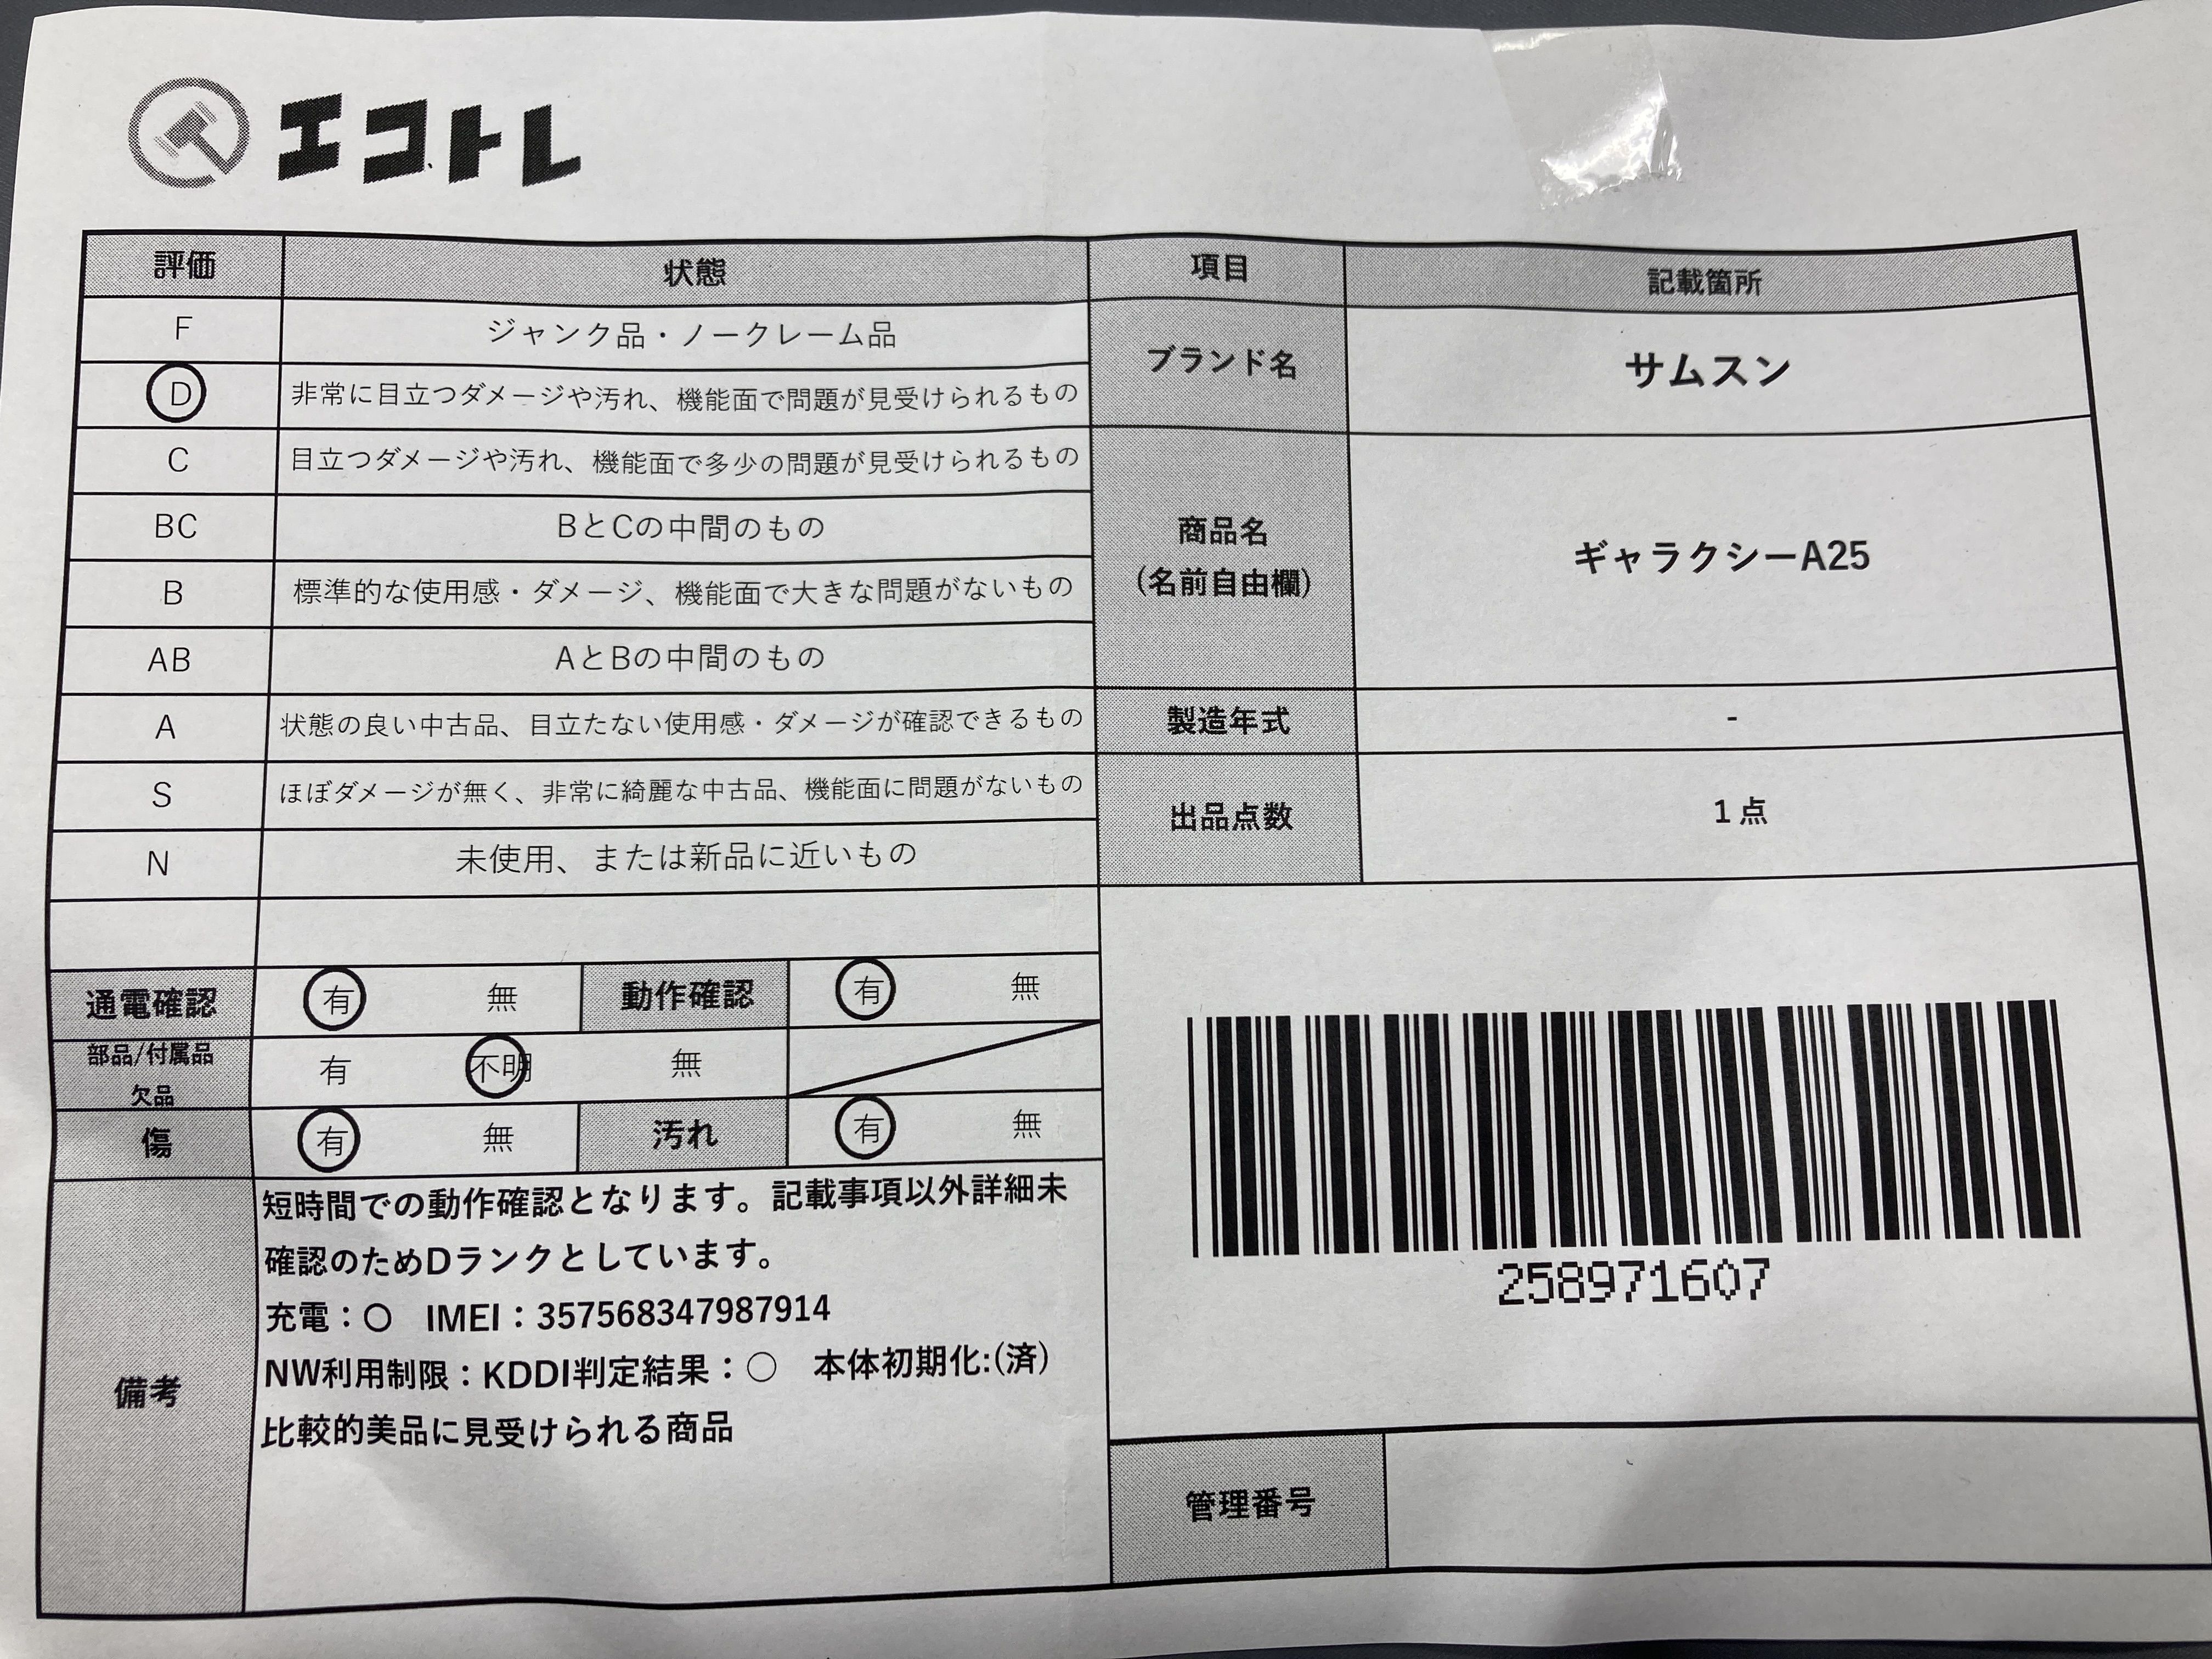 エコトレ
評価 状態
F ジャンク品・ノークレーム品
D 非常に目立つダメージや汚れ、機能面で問題が見受けられるもの
C 目立つダメージや汚れ、機能面で多少の問題が見受けられるもの
BC BとCの中間のもの
B 標準的な使用感・ダメージ、機能面で大きな問題がないもの
AB AとBの中間のもの
A 状態の良い中古品、目立たない使用感・ダメージが確認できるもの
S ほぼダメージが無く、非常に綺麗な中古品、機能面に問題がないもの
N 未使用、または新品に近いもの
通電確認 有 無 動作確認 有 無
部品/付属品
欠品
有 不明 無
傷 有 無 汚れ 有 無
備考
短時間での動作確認となります。記載事項以外詳細未
確認のためDランクとしています。
充電：〇 IMEI：357568347987914
NW利用制限：KDDI判定結果：〇 本体初期化:(済)
比較的美品に見受けられる商品
項目 記載箇所
ブランド名 サムスン
商品名
(名前自由欄)
ギャラクシーA25
製造年式 -
出品点数 1点
258971607
管理番号